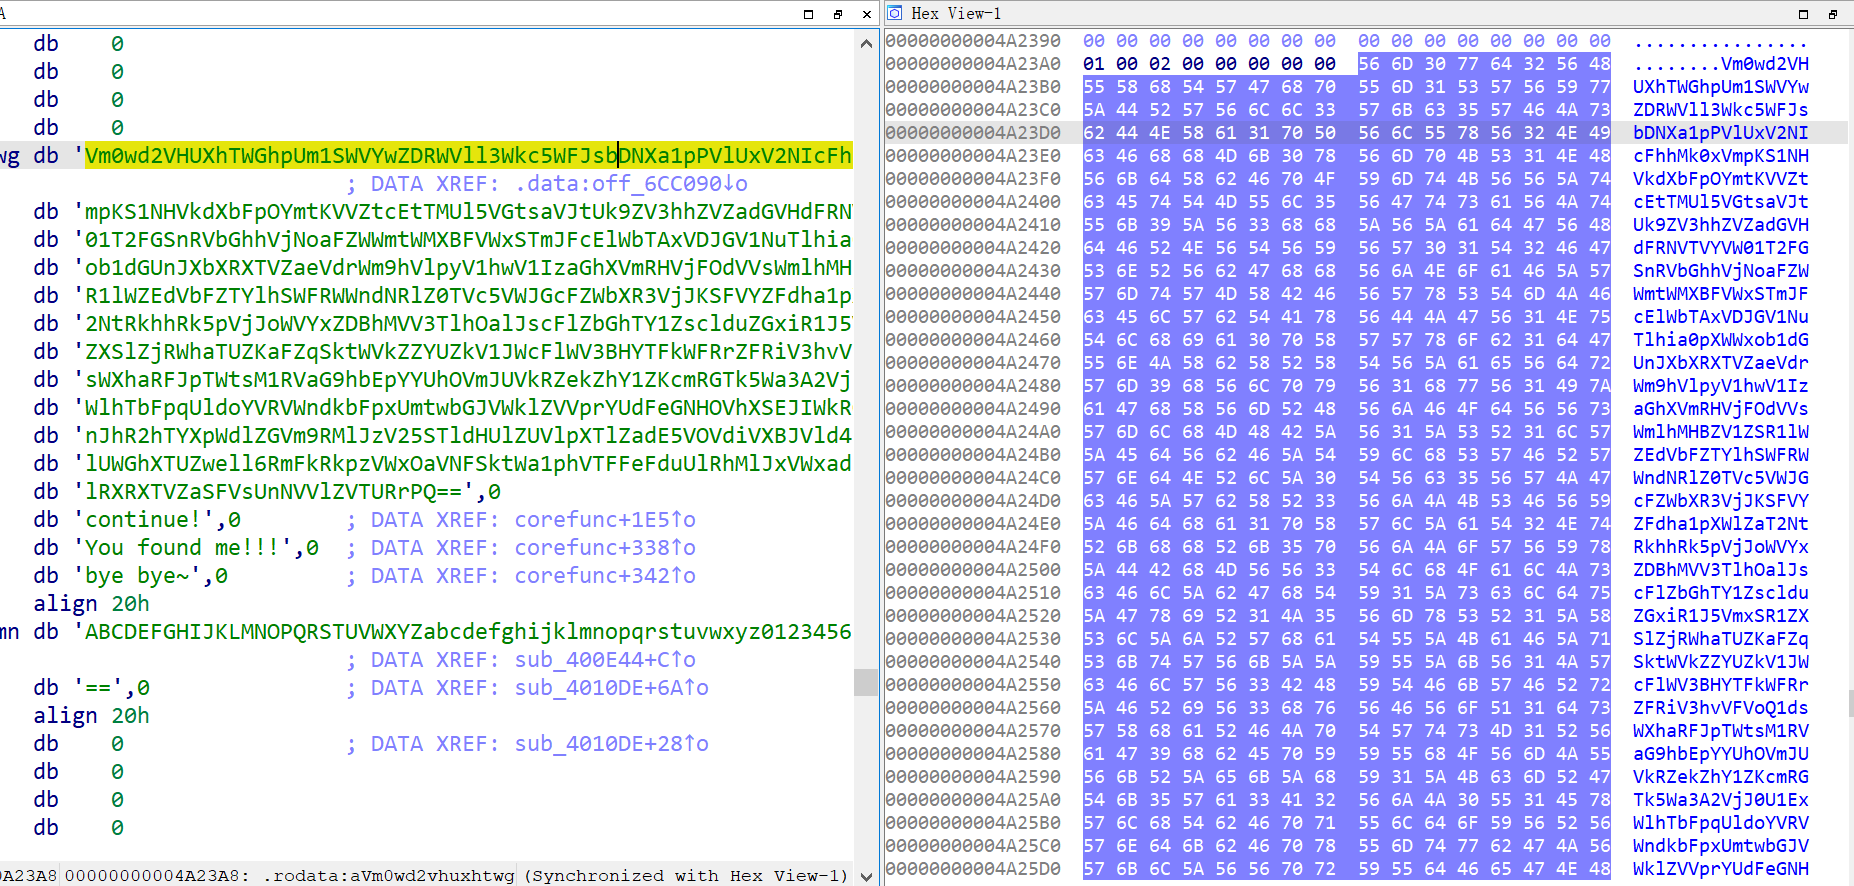 A
db 0
db 0
db 0
db 0
wg db 'Vm0wd2VHUXhTWGhpUm1SWVYwZDRWVll3Wkc5WFJsbDNXa1pPVlUxV2NIcFh
; DATA XREF: .data:off_6CC090↓o
db 'mpKS1NHVkdXbFpOYmtKVVZtcEtTMUl5VGtsaVJtUk9ZV3hhZVZadGVHdFRN
db '01T2FGSnRVbGhhVjNoaFZWWmtWMXBFVWxSTmJFcElWbTAxVDJGV1NuTlhia
db 'ob1dGUnJXbXRXTVZaeVdrWm9hVlpyV1hwV1IzaGhXVmRHVjFOdVVsWmlhMH
db 'R1lWZEdVbFZTYlhSWFRWWndNRlZ0TVc5VWJGcFZWbXR3VjJKSFVYZFdha1p
db '2NtRkhhRk5pVjJoWVYxZDBhMVV3TlhOalJscFlZbGhTY1ZsclduZGxiR1J5
db 'ZXSlZjRWhaTUZKaFZqSktWVkZZYUZkV1JWcFlWV3BHYTFkWFRrZFRiV3hvV
db 'sWXhaRFJpTWtsM1RVaG9hbEpYYUhOVmJUVkRZekZhY1ZKcmRGTk5Wa3A2Vj
db 'WlhTbFpqUldoYVRVWndkbFpxUmtwbGJVWklZVVprYUdFeGNHOVhXSEJIWkR
db 'nJhR2hTYXpWdlZGVm9RMlJzV25STldHUlZUVlpXTlZadE5VOVdiVXBJVld4
db 'lUWGhXTUZwell6RmFkRkpzVWxOaVNFSktWa1phVTFFeFduUlRhMlJxVWxad
db 'lRXRXTVZaSFVsUnNVVlZVTURrPQ==',0
db 'continue!',0 ; DATA XREF: corefunc+1E5↑o
db 'You found me!!!',0 ; DATA XREF: corefunc+338↑o
db 'bye bye~',0 ; DATA XREF: corefunc+342↑o
align 20h
mn db 'ABCDEFGHIJKLMNOPQRSTUVWXYZabcdefghijklmnopqrstuvwxyz0123456
; DATA XREF: sub_400E44+C↑o
db '==',0 ; DATA XREF: sub_4010DE+6A↑o
align 20h
db 0 ; DATA XREF: sub_4010DE+28↑o
db 0
db 0
db 0
0A23A8 00000000004A23A8: .rodata:aVm0wd2vhuxhtwg (Synchronized with Hex View-1)
Hex View-1
00000000004A2390 00 00 00 00 00 00 00 00 00 00 00 00 00 00 00 00 ................
00000000004A23A0 01 00 02 00 00 00 00 00 56 6D 30 77 64 32 56 48 ........Vm0wd2VH
00000000004A23B0 55 58 68 54 57 47 68 70 55 6D 31 53 57 56 59 77 UXhTWGhpUm1SWVYw
00000000004A23C0 5A 44 52 57 56 6C 6C 33 57 6B 63 35 57 46 4A 73 ZDRWVll3Wkc5WFJs
00000000004A23D0 62 44 4E 58 61 31 70 50 56 6C 55 78 56 32 4E 49 bDNXa1pPVlUxV2NI
00000000004A23E0 63 46 68 68 4D 6B 30 78 56 6D 70 4B 53 31 4E 48 cFhhMk0xVmpKS1NH
00000000004A23F0 56 6B 64 58 62 46 70 4F 59 6D 74 4B 56 56 5A 74 VkdXbFpOYmtKVVZt
00000000004A2400 63 45 74 54 4D 55 6C 35 56 47 74 73 61 56 4A 74 cEtTMUl5VGtsaVJt
00000000004A2410 55 6B 39 5A 56 33 68 68 5A 56 5A 61 64 47 56 48 Uk9ZV3hhZVZadGVH
00000000004A2420 64 46 52 4E 56 54 56 59 56 57 30 31 54 32 46 47 dFRNVTVYVW01T2FG
00000000004A2430 53 6E 52 56 62 47 68 68 56 6A 4E 6F 61 46 5A 57 SnRVbGhhVjNoaFZW
00000000004A2440 57 6D 74 57 4D 58 42 46 56 57 78 53 54 6D 4A 46 WmtWMXBFVWxSTmJF
00000000004A2450 63 45 6C 57 62 54 41 78 56 44 4A 47 56 31 4E 75 cElWbTAxVDJGV1Nu
00000000004A2460 54 6C 68 69 61 30 70 58 57 57 78 6F 62 31 64 47 Tlhia0pXWWxob1dG
00000000004A2470 55 6E 4A 58 62 58 52 58 54 56 5A 61 65 56 64 72 UnJXbXRXTVZaeVdr
00000000004A2480 57 6D 39 68 56 6C 70 79 56 31 68 77 56 31 49 7A Wm9hVlpyV1hwV1Iz
00000000004A2490 61 47 68 58 56 6D 52 48 56 6A 46 4F 64 56 56 73 aGhXVmRHVjFOdVVs
00000000004A24A0 57 6D 6C 68 4D 48 42 5A 56 31 5A 53 52 31 6C 57 WmlhMHBZV1ZSR1lW
00000000004A24B0 5A 45 64 56 62 46 5A 54 59 6C 68 53 57 46 52 57 ZEdVbFZTYlhSWFRW
00000000004A24C0 57 6E 64 4E 52 6C 5A 30 54 56 63 35 56 57 4A 47 WndNRlZ0TVc5VWJG
00000000004A24D0 63 46 5A 57 62 58 52 33 56 6A 4A 4B 53 46 56 59 cFZWbXR3VjJKSFVY
00000000004A24E0 5A 46 64 68 61 31 70 58 57 6C 5A 61 54 32 4E 74 ZFdha1pXWlZaT2Nt
00000000004A24F0 52 6B 68 68 52 6B 35 70 56 6A 4A 6F 57 56 59 78 RkhhRk5pVjJoWVYx
00000000004A2500 5A 44 42 68 4D 56 56 33 54 6C 68 4F 61 6C 4A 73 ZDBhMVV3TlhOalJs
00000000004A2510 63 46 6C 5A 62 47 68 54 59 31 5A 73 63 6C 64 75 cFlZbGhTY1Zscldu
00000000004A2520 5A 47 78 69 52 31 4A 35 56 6D 78 53 52 31 5A 58 ZGxiR1J5VmxSR1ZX
00000000004A2530 53 6C 5A 6A 52 57 68 61 54 55 5A 4B 61 46 5A 71 SlZjRWhaTUZKaFZq
00000000004A2540 53 6B 74 57 56 6B 5A 5A 59 55 5A 6B 56 31 4A 57 SktWVkZZYUZkV1JW
00000000004A2550 63 46 6C 57 56 33 42 48 59 54 46 6B 57 46 52 72 cFlWV3BHYTFkWFRr
00000000004A2560 5A 46 52 69 56 33 68 76 56 46 56 6F 51 31 64 73 ZFRiV3hvVFVoQ1ds
00000000004A2570 57 58 68 61 52 46 4A 70 54 57 74 73 4D 31 52 56 WXhaRFJpTWtsM1RV
00000000004A2580 61 47 39 68 62 45 70 59 59 55 68 4F 56 6D 4A 55 aG9hbEpYYUhOVmJU
00000000004A2590 56 6B 52 5A 65 6B 5A 68 59 31 5A 4B 63 6D 52 47 VkRZekZhY1ZKcmRG
00000000004A25A0 54 6B 35 57 61 33 41 32 56 6A 4A 30 55 31 45 78 Tk5Wa3A2VjJ0U1Ex
00000000004A25B0 57 6C 68 54 62 46 70 71 55 6C 64 6F 59 56 52 56 WlhTbFpqUldoYVRV
00000000004A25C0 57 6E 64 6B 62 46 70 78 55 6D 74 77 62 47 4A 56 WndkbFpxUmtwbGJV
00000000004A25D0 57 6B 6C 5A 56 56 70 72 59 55 64 46 65 47 4E 48 WklZVVprYUdFeGNH